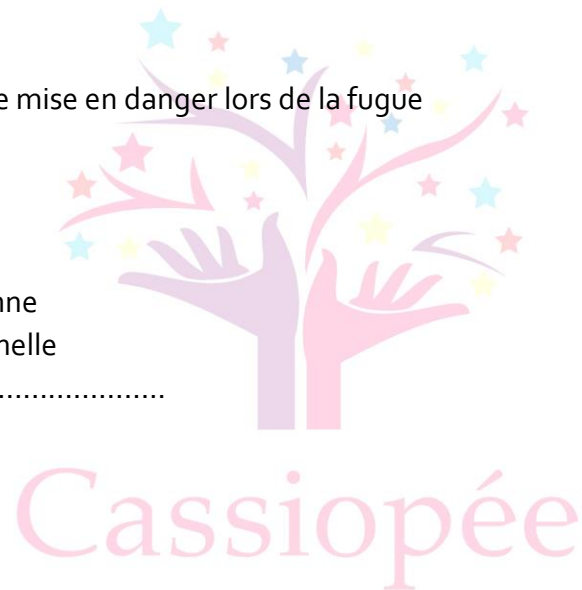 e mise en danger lors de la fugue
nne
nelle
.....................
Cassiopée